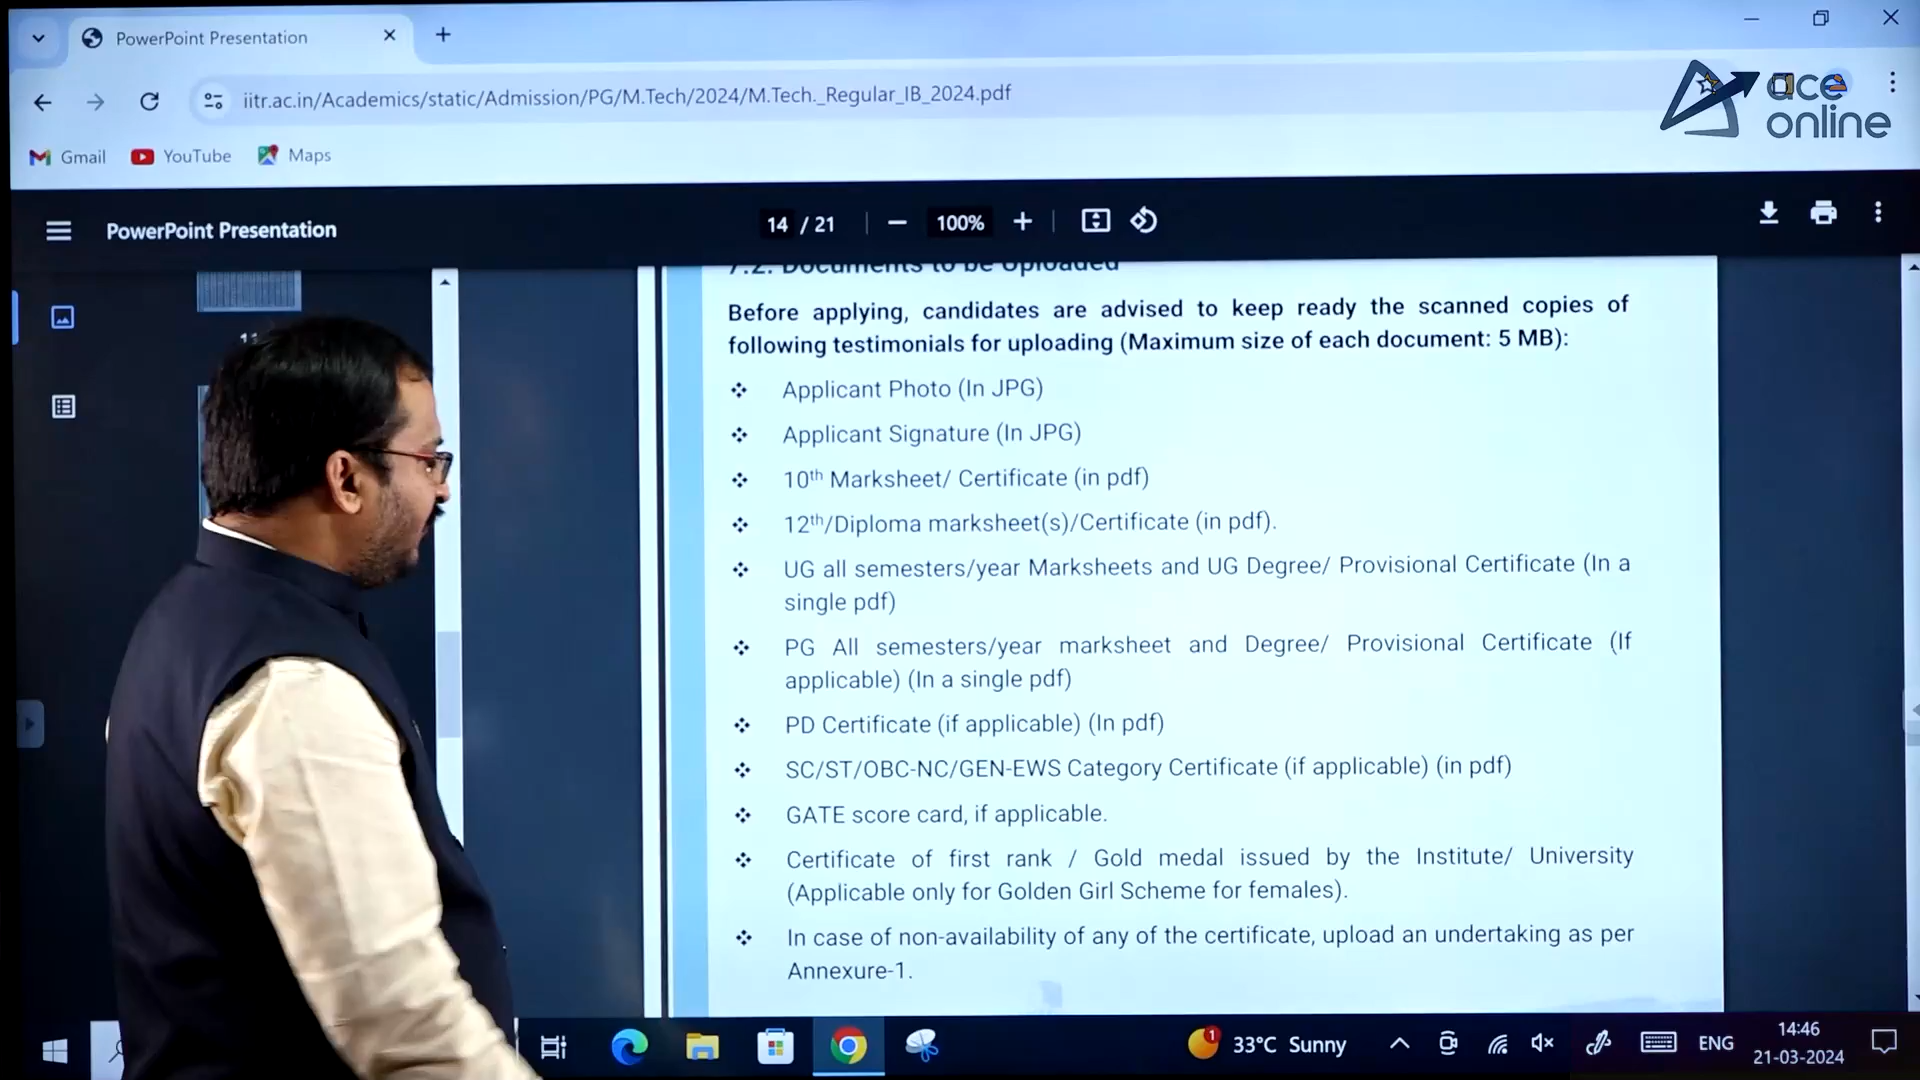 PowerPoint Presentation
iitr.ac.in/Academics/static/Admission/PG/M.Tech/2024/M.Tech._Regular_IB_2024.pdf
ace
online
Gmail
YouTube
Maps
PowerPoint Presentation
14 / 21
100%
7.2. Documents to be Uploaded
Before applying, candidates are advised to keep ready the scanned copies of
following testimonials for uploading (Maximum size of each document: 5 MB):
Applicant Photo (In JPG)
Applicant Signature (In JPG)
10th Marksheet/ Certificate (in pdf)
12th/Diploma marksheet(s)/Certificate (in pdf).
UG all semesters/year Marksheets and UG Degree/ Provisional Certificate (In a
single pdf)
PG All semesters/year marksheet and Degree/ Provisional Certificate (If
applicable) (In a single pdf)
PD Certificate (if applicable) (In pdf)
SC/ST/OBC-NC/GEN-EWS Category Certificate (if applicable) (in pdf)
GATE score card, if applicable.
Certificate of first rank / Gold medal issued by the Institute/ University
(Applicable only for Golden Girl Scheme for females).
In case of non-availability of any of the certificate, upload an undertaking as per
Annexure-1.
1
33°C Sunny
ENG
14:46
21-03-2024